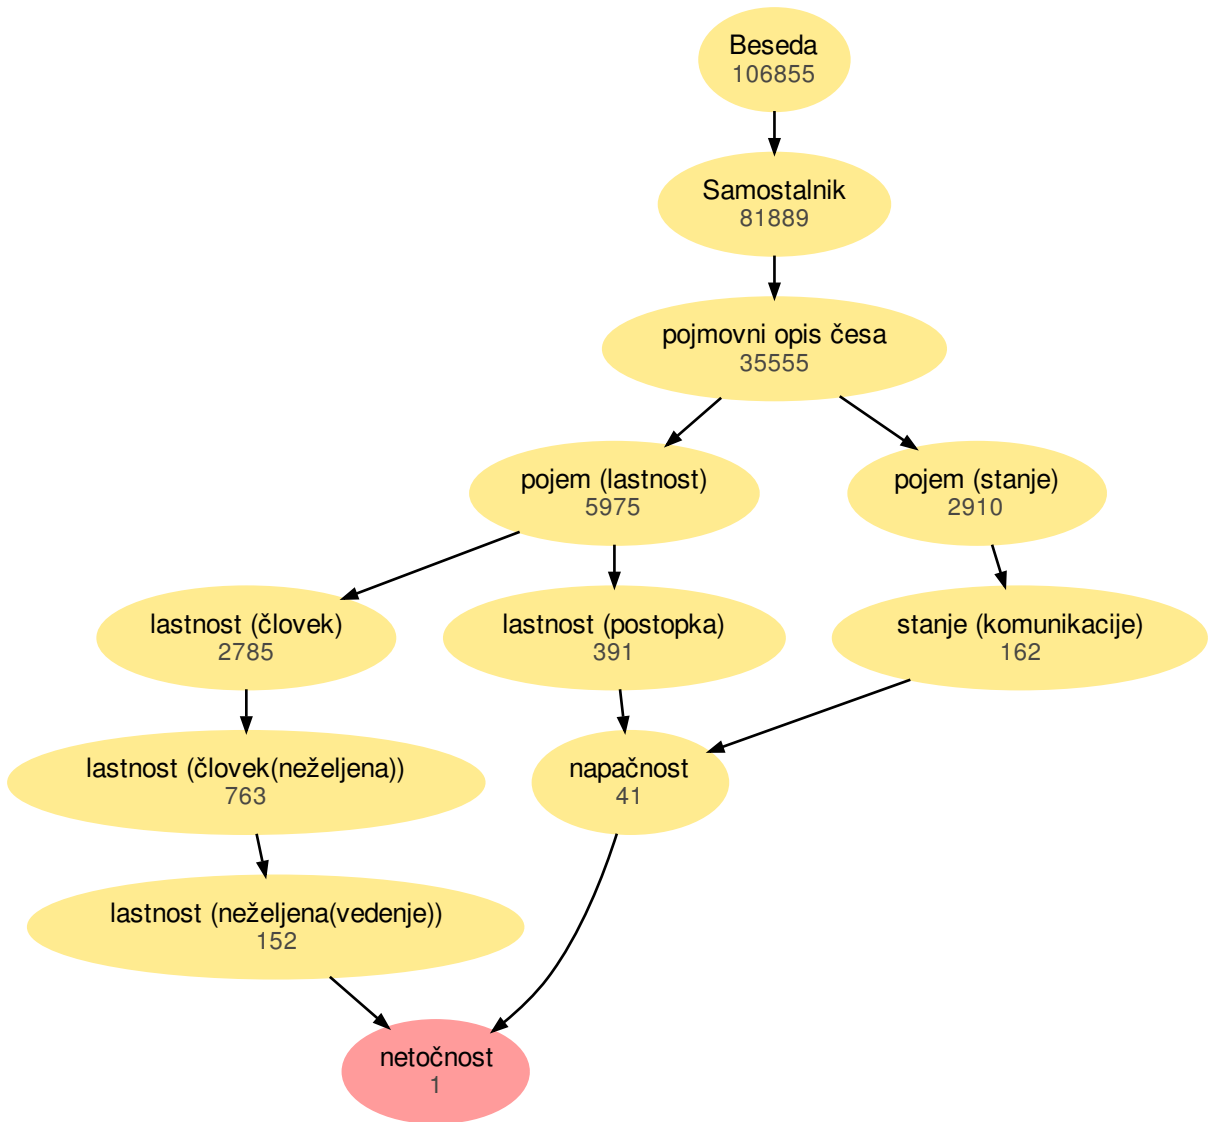 Beseda
106855
Samostalnik
81889
pojmovni opis česa
35555
pojem (lastnost)
5975
pojem (stanje)
2910
lastnost (človek)
2785
lastnost (postopka)
391
stanje (komunikacije)
162
lastnost (človek(neželjena))
763
napačnost
41
lastnost (neželjena(vedenje))
152
netočnost
1